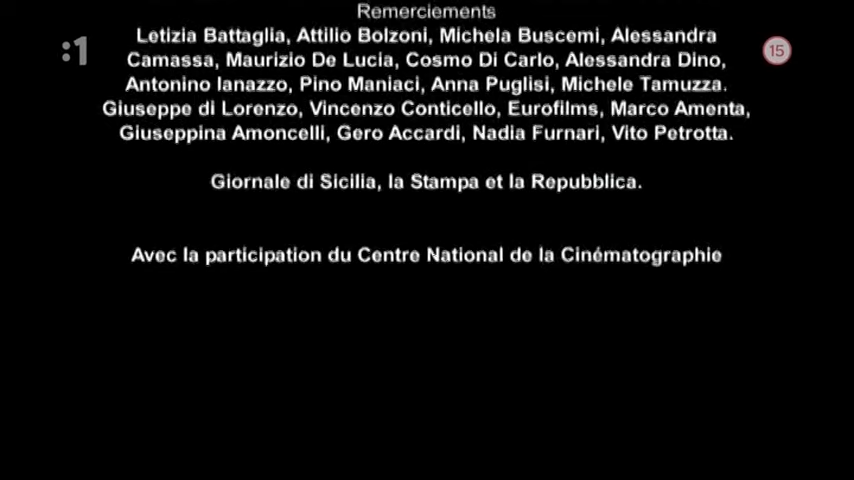 Remerciements
Letizia Battaglia, Attilio Bolzoni, Michela Buscemi, Alessandra
Camassa, Maurizio De Lucia, Cosmo Di Carlo, Alessandra Dino,
Antonino Ianazzo, Pino Maniaci, Anna Puglisi, Michele Tamuzza.
Giuseppe di Lorenzo, Vincenzo Conticello, Eurofilms, Marco Amenta,
Giuseppina Amoncelli, Gero Accardi, Nadia Furnari, Vito Petrotta.
Giornale di Sicilia, la Stampa et la Repubblica.
Avec la participation du Centre National de la Cinématographie
:1
15